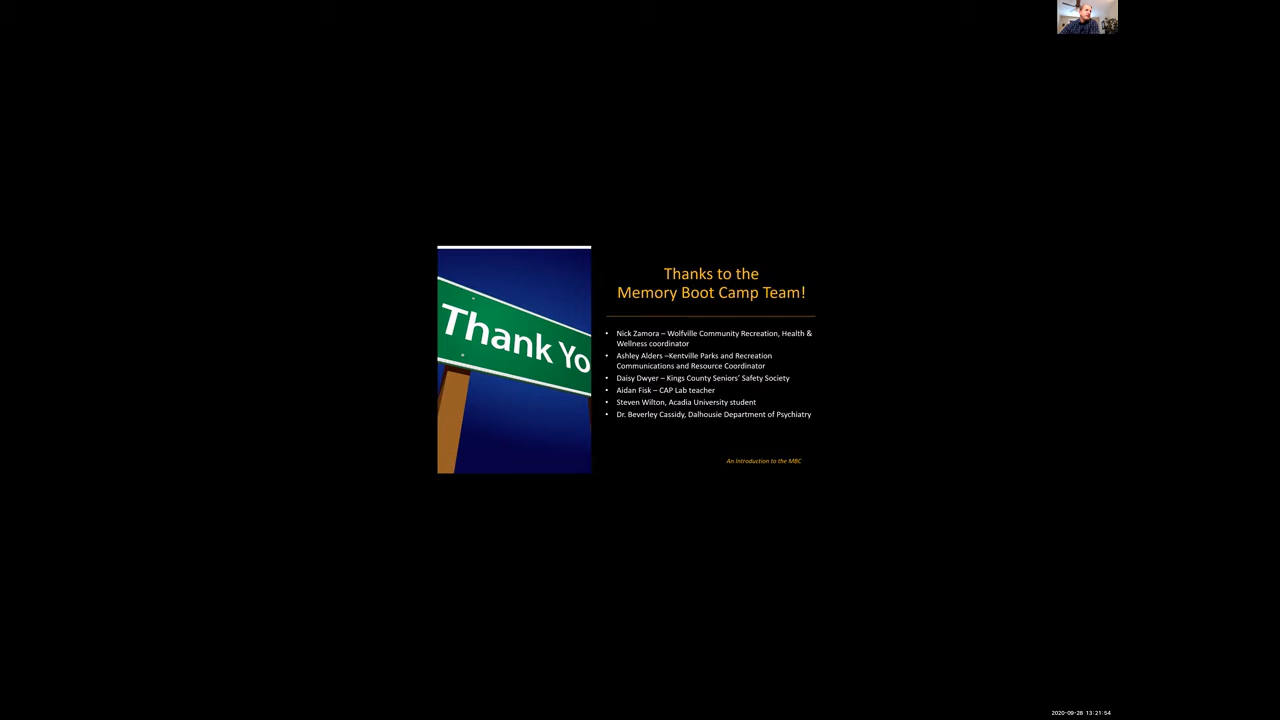 Thank Yo
Thanks to the
Memory Boot Camp Team!
• Nick Zamora – Wolfville Community Recreation, Health &
Wellness coordinator
• Ashley Alders –Kentville Parks and Recreation
Communications and Resource Coordinator
• Daisy Dwyer – Kings County Seniors' Safety Society
• Aidan Fisk – CAP Lab teacher
• Steven Wilton, Acadia University student
• Dr. Beverley Cassidy, Dalhousie Department of Psychiatry
An Introduction to the MBC
2020-09-28 13:21:54